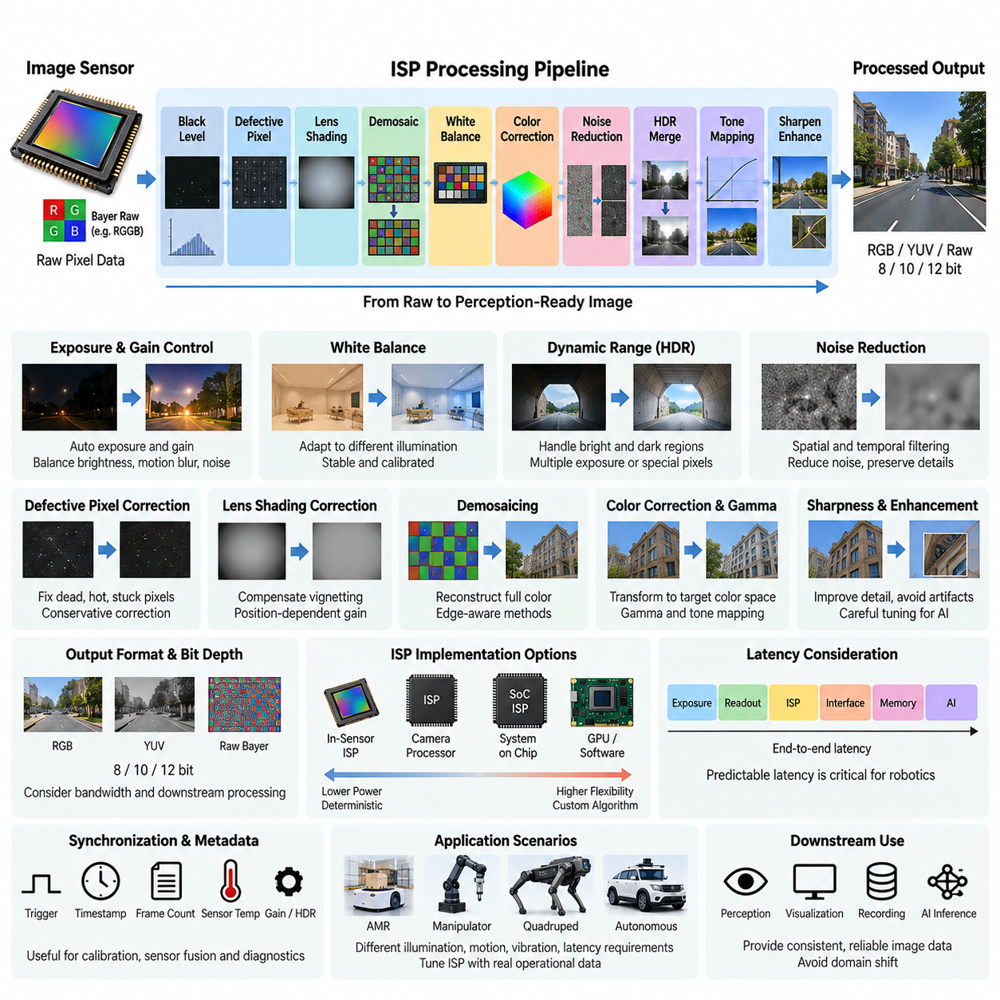 Image Sensor
ISP Processing Pipeline
Processed Output
Black
Level
Defective
Pixel
Lens
Shading
Demosaic
White
Balance
Color
Correction
Noise
Reduction
HDR
Merge
Tone
Mapping
Sharpen
Enhance
R G
G B
Bayer Raw
(e.g. RGGB)
Raw Pixel Data
RGB / YUV / Raw
8 / 10 / 12 bit
From Raw to Perception-Ready Image
Exposure & Gain Control
Auto exposure and gain
Balance brightness, motion blur, noise
White Balance
Adapt to different illumination
Stable and calibrated
Dynamic Range (HDR)
Handle bright and dark regions
Multiple exposure or special pixels
Noise Reduction
Spatial and temporal filtering
Reduce noise, preserve details
Defective Pixel Correction
Fix dead, hot, stuck pixels
Conservative correction
Lens Shading Correction
Compensate vignetting
Position-dependent gain
Demosaicing
Reconstruct full color
Edge-aware methods
Color Correction & Gamma
Transform to target color space
Gamma and tone mapping
Sharpness & Enhancement
Improve detail, avoid artifacts
Careful tuning for AI
Output Format & Bit Depth
RGB
YUV
Raw Bayer
8 / 10 / 12 bit
Consider bandwidth and downstream processing
ISP Implementation Options
ISP
SoC
ISP
In-Sensor
ISP
Camera
Processor
System
on Chip
GPU /
Software
Lower Power
Deterministic
Higher Flexibility
Custom Algorithm
Latency Consideration
Exposure
Readout
ISP
Interface
Memory
AI
End-to-end latency
Predictable latency is critical for robotics
Synchronization & Metadata
Trigger
Timestamp
Frame Count
Sensor Temp
Gain / HDR
Useful for calibration, sensor fusion and diagnostics
Application Scenarios
AMR
Manipulator
Quadruped
Autonomous
Different illumination, motion, vibration, latency requirements
Tune ISP with real operational data
Downstream Use
Perception
Visualization
Recording
AI Inference
Provide consistent, reliable image data
Avoid domain shift